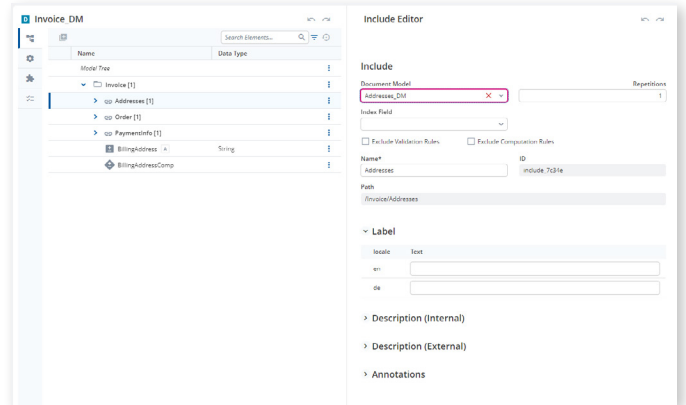 D Invoice_DM
Search Elements...
Name Data Type
Model Tree
Invoice [1]
Addresses [1]
Order [1]
PaymentInfo [1]
BillingAddress A String
BillingAddressComp
Include Editor
Include
Document Model Repetitions
Addresses_DM 1
Index Field
Exclude Validation Rules Exclude Computation Rules
Name* ID
Addresses include_7c34e
Path
/Invoice/Addresses
Label
locale Text
en
de
Description (Internal)
Description (External)
Annotations